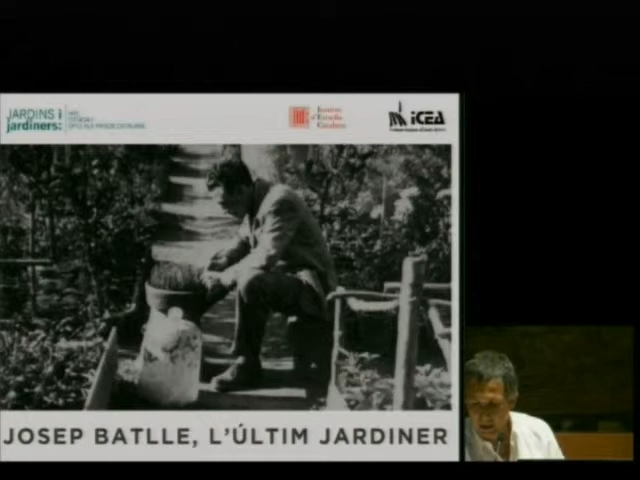 JARDINS i
jardiners:
Institut
d'Estudis
Catalans
iCEA
JOSEP BATLLE, L'ÚLTIM JARDINER